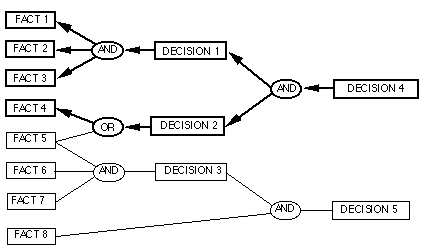 FACT 1
FACT 2
AND
DECISION 1
FACT 3
AND
DECISION 4
FACT 4
OR
DECISION 2
FACT 5
FACT 6
AND
DECISION 3
FACT 7
AND
DECISION 5
FACT 8